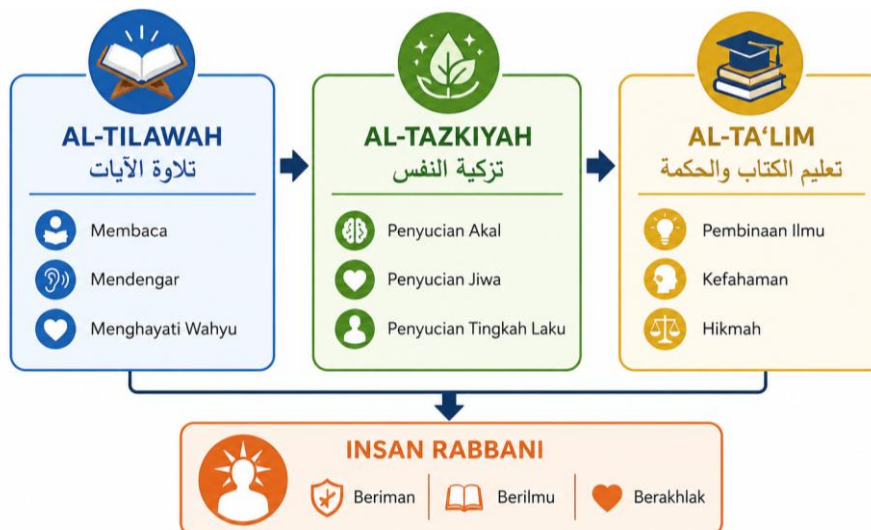 AL-TILAWAH
تلاوة الآيات
Membaca
Mendengar
Menghayati Wahyu
AL-TAZKIYAH
تزكية النفس
Penyucian Akal
Penyucian Jiwa
Penyucian Tingkah Laku
AL-TA‘LIM
تعليم الكتاب والحكمة
Pembinaan Ilmu
Kefahaman
Hikmah
INSAN RABBANI
Beriman
Berilmu
Berakhlak